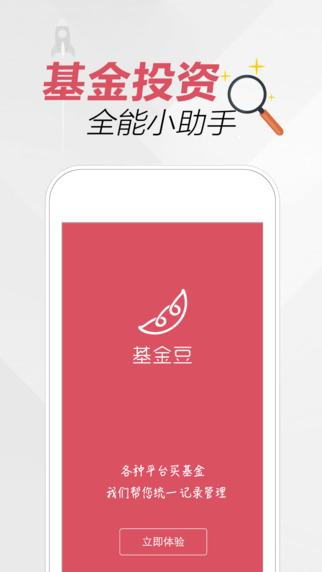 基金投资
全能小助手
基金豆
各种平台买基金
我们帮您统一记录管理
立即体验